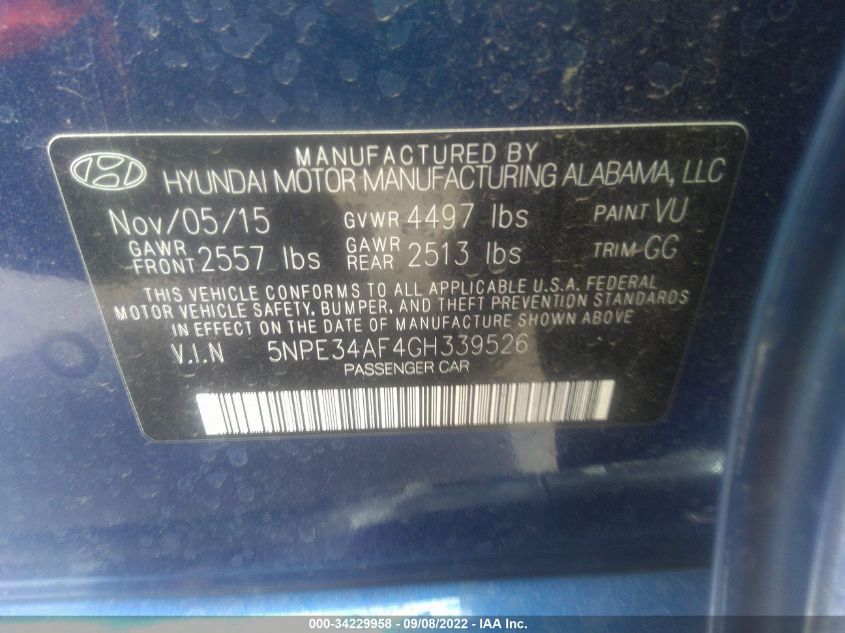 MANUFACTURED BY
HYUNDAI MOTOR MANUFACTURING ALABAMA, LLC
Nov/05/15 GVWR 4497 lbs PAINT VU
GAWR FRONT 2557 lbs GAWR REAR 2513 lbs TRIM GG
THIS VEHICLE CONFORMS TO ALL APPLICABLE U.S.A. FEDERAL
MOTOR VEHICLE SAFETY, BUMPER, AND THEFT PREVENTION STANDARDS
IN EFFECT ON THE DATE OF MANUFACTURE SHOWN ABOVE
V.I.N 5NPE34AF4GH339526
PASSENGER CAR
000-34229958 - 09/08/2022 - IAA